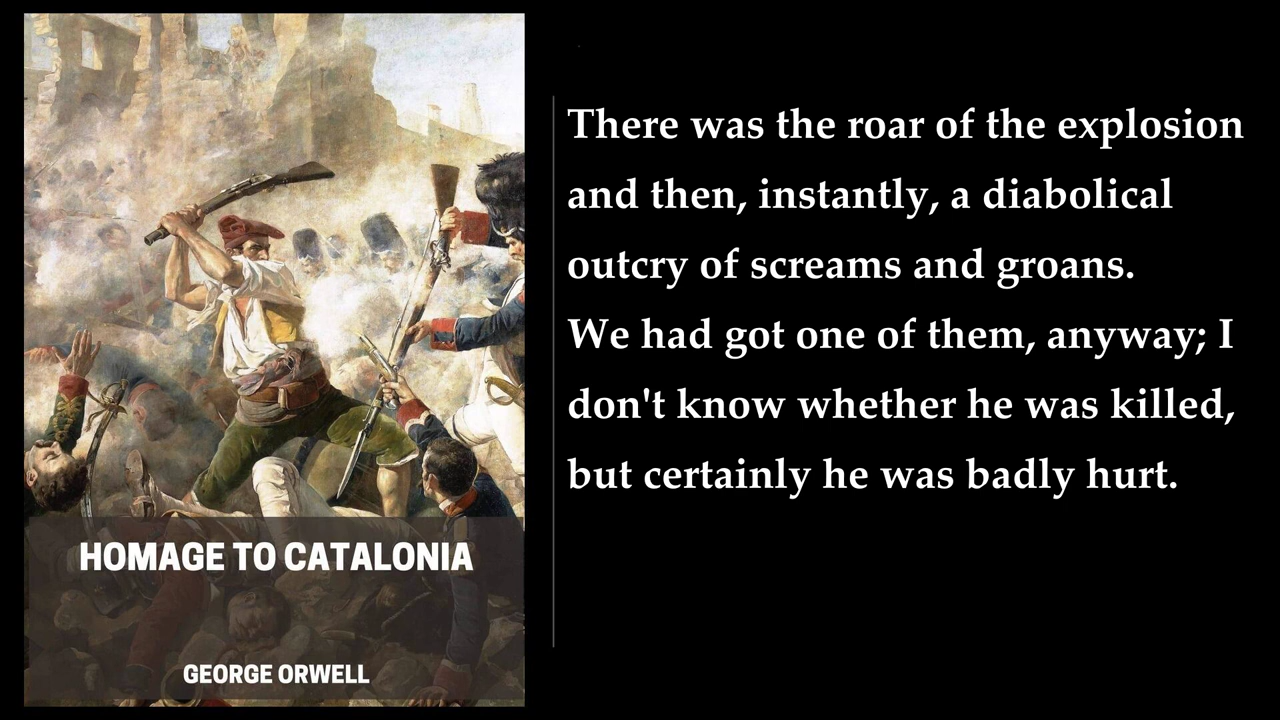 HOMAGE TO CATALONIA
GEORGE ORWELL
There was the roar of the explosion
and then, instantly, a diabolical
outcry of screams and groans.
We had got one of them, anyway; I
don't know whether he was killed,
but certainly he was badly hurt.